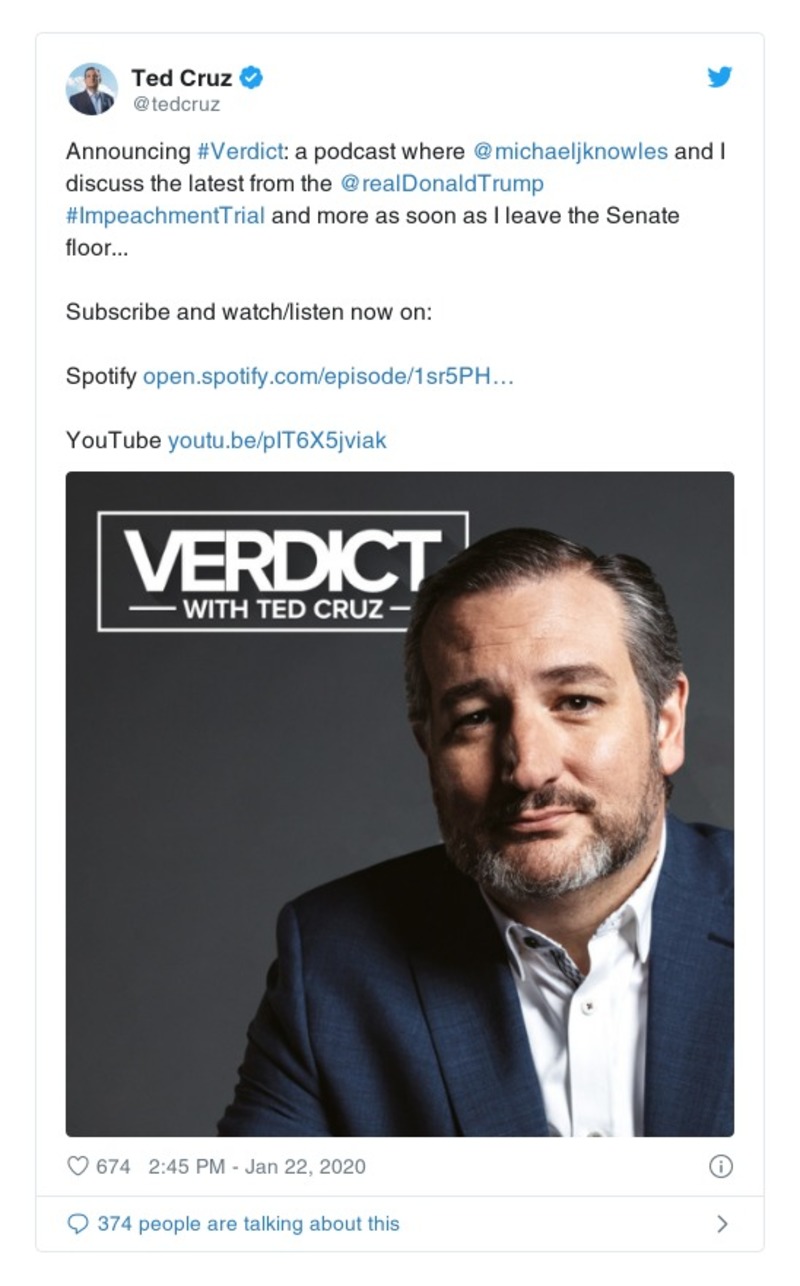 Ted Cruz
@tedcruz
Announcing #Verdict: a podcast where @michaeljknowles and I
discuss the latest from the @realDonaldTrump
#ImpeachmentTrial and more as soon as I leave the Senate
floor...
Subscribe and watch/listen now on:
Spotify open.spotify.com/episode/1sr5PH…
YouTube youtu.be/pIT6X5jviak
VERDICT
— WITH TED CRUZ –
674 2:45 PM - Jan 22, 2020
374 people are talking about this